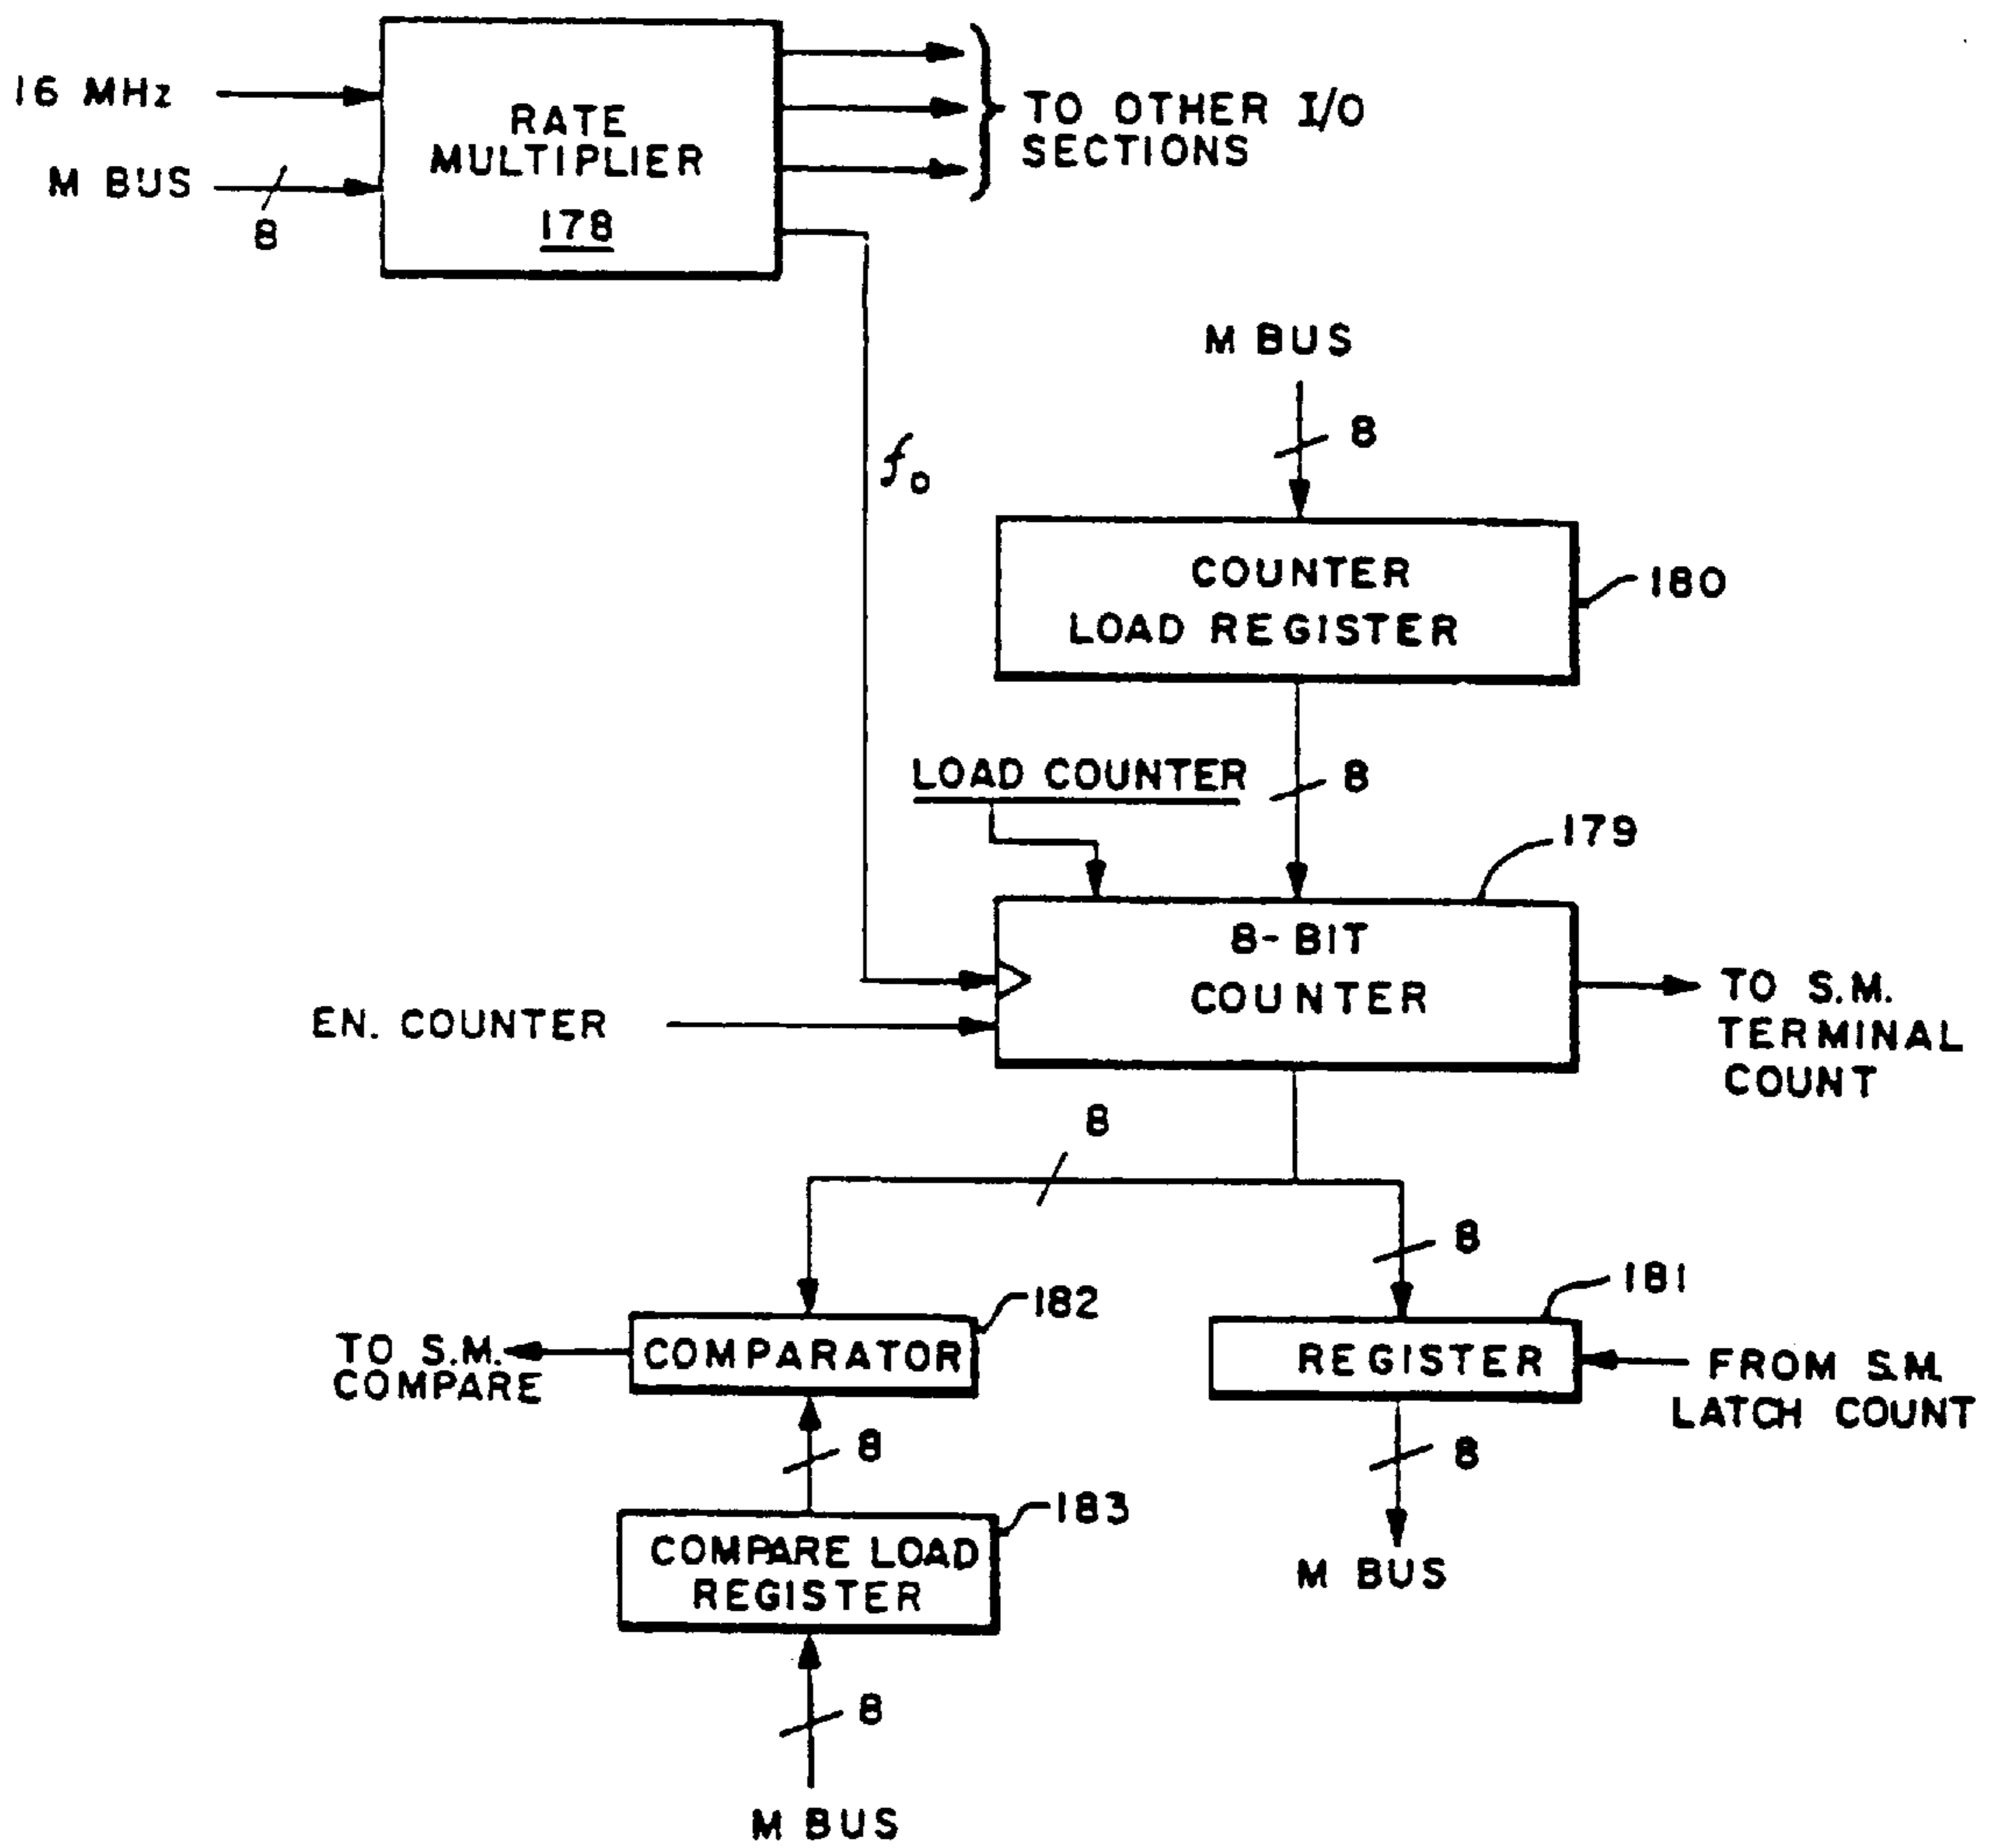 16 MHz
M BUS
8
RATE
MULTIPLIER
178
TO OTHER I/O
SECTIONS
f0
M BUS
8
COUNTER
LOAD REGISTER
180
LOAD COUNTER
8
179
8-BIT
COUNTER
EN. COUNTER
TO S.M.
TERMINAL
COUNT
8
8
182
181
TO S.M.
COMPARE
COMPARATOR
REGISTER
FROM S.M.
LATCH COUNT
8
8
183
COMPARE LOAD
REGISTER
M BUS
8
M BUS